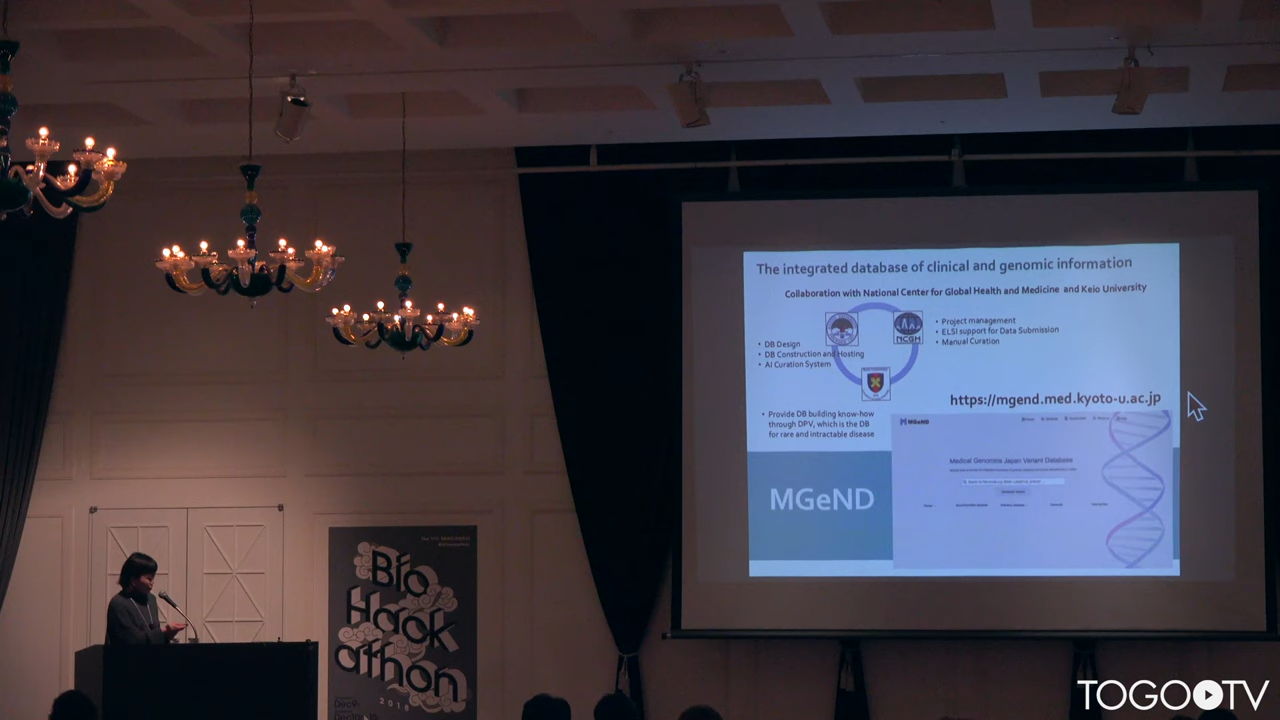 The integrated database of clinical and genomic information
Collaboration with National Center for Global Health and Medicine and Keio University
• Project management
• ELSI support for Data Submission
• Manual Curation
NCGM
• DB Design
• DB Construction and Hosting
• AI Curation System
https://mgend.med.kyoto-u.ac.jp
• Provide DB building know-how
through DPV, which is the DB
for rare and intractable disease
MGeND
Medical Genomics Japan Variant Database
MGeND
Bio
Hack
athon
2018
TOGO TV